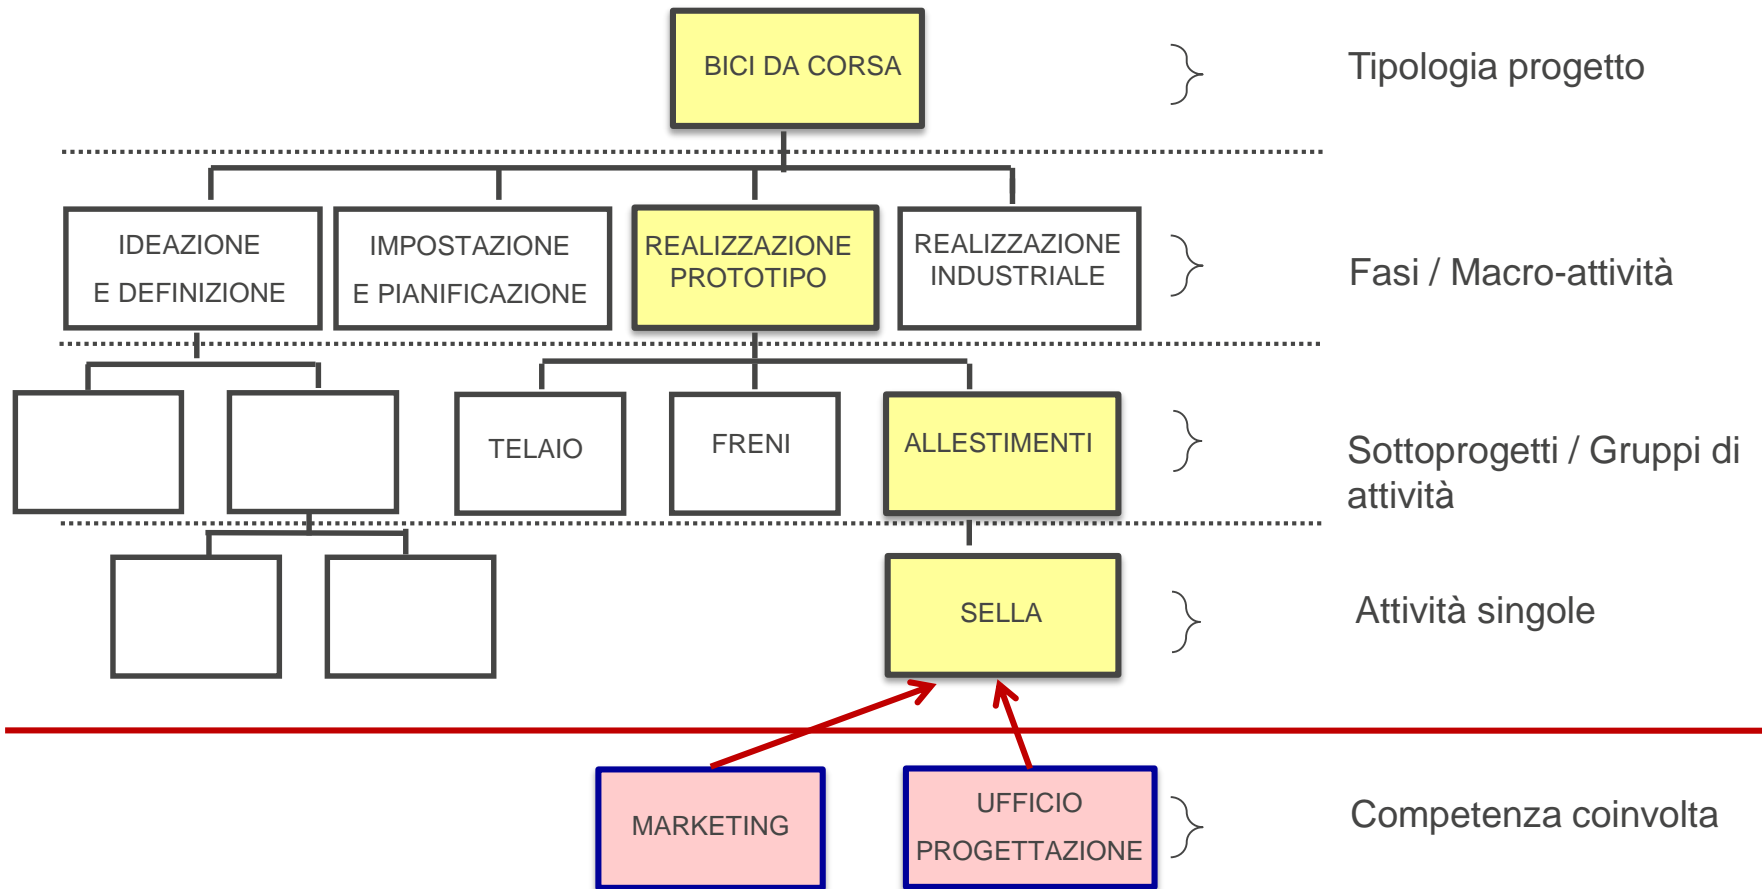 BICI DA CORSA
Tipologia progetto
IDEAZIONE
E DEFINIZIONE
IMPOSTAZIONE
E PIANIFICAZIONE
REALIZZAZIONE
PROTOTIPO
REALIZZAZIONE
INDUSTRIALE
Fasi / Macro-attività
TELAIO
FRENI
ALLESTIMENTI
Sottoprogetti / Gruppi di
attività
SELLA
Attività singole
MARKETING
UFFICIO
PROGETTAZIONE
Competenza coinvolta